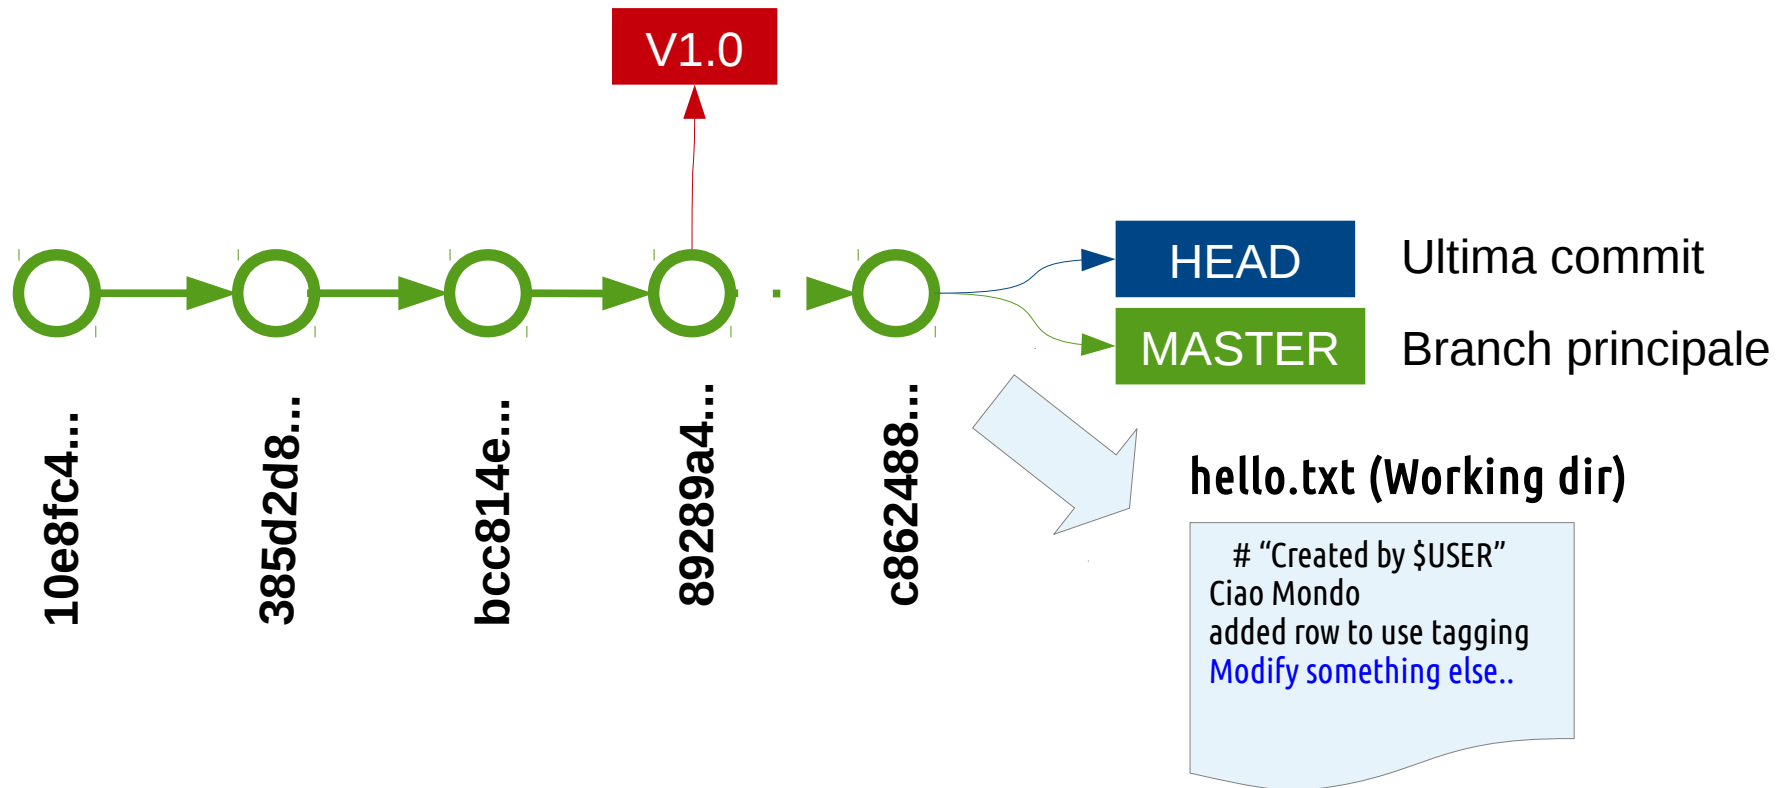 V1.0
HEAD
Ultima commit
MASTER
Branch principale
10e8fc4...
385d2d8...
bcc814e...
89289a4...
c862488...
hello.txt (Working dir)
# “Created by $USER”
Ciao Mondo
added row to use tagging
Modify something else..